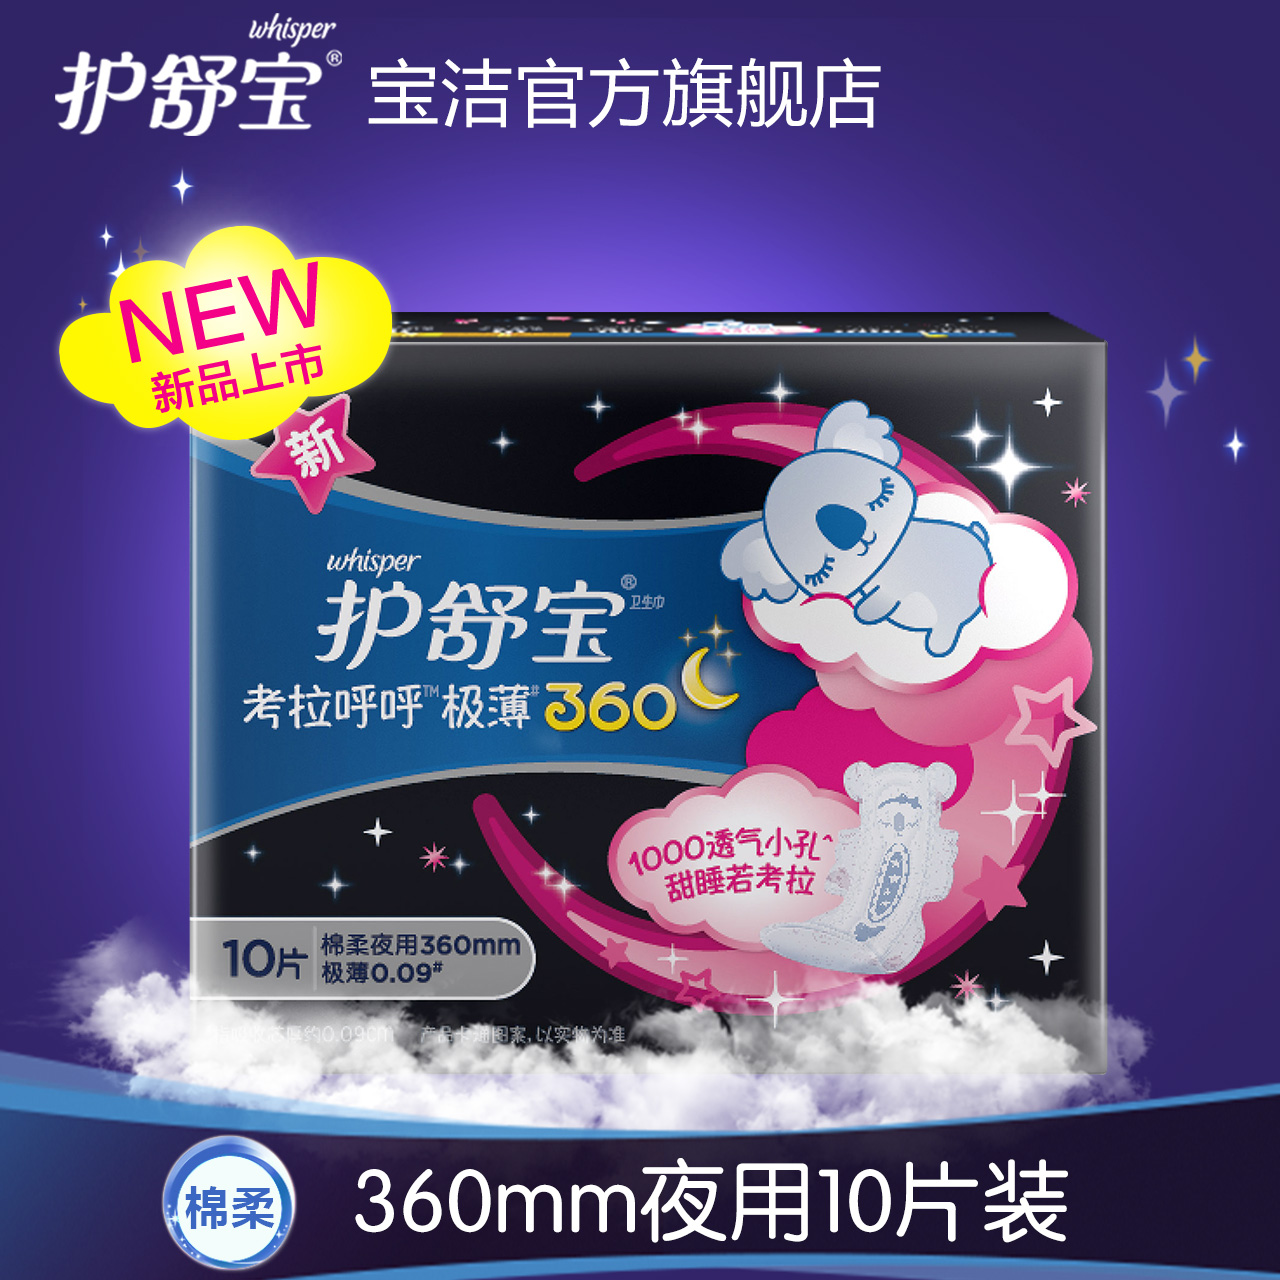 whisper
护舒宝® 宝洁官方旗舰店
NEW
新品上市
新
whisper
护舒宝®卫生巾
考拉呼呼™极薄#360
1000透气小孔^
甜睡若考拉
10片
棉柔夜用360mm
极薄0.09#
厚约0.09cm 产品卡通图案,以实物为准
棉柔
360mm夜用10片装